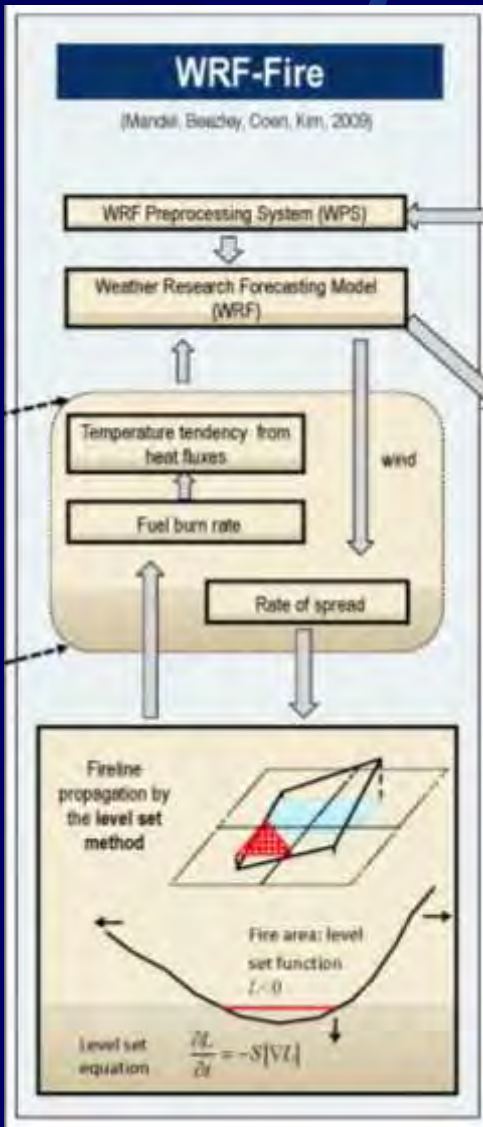 WRF-Fire
(Mandel, Beezley, Coen, Kim, 2009)
WRF Preprocessing System (WPS)
Weather Research Forecasting Model
(WRF)
Temperature tendency from
heat fluxes
wind
Fuel burn rate
Rate of spread
Fireline
propagation by
the level set
method
Fire area: level
set function
L<0
Level set
equation
∂L/∂t = -S|∇L|